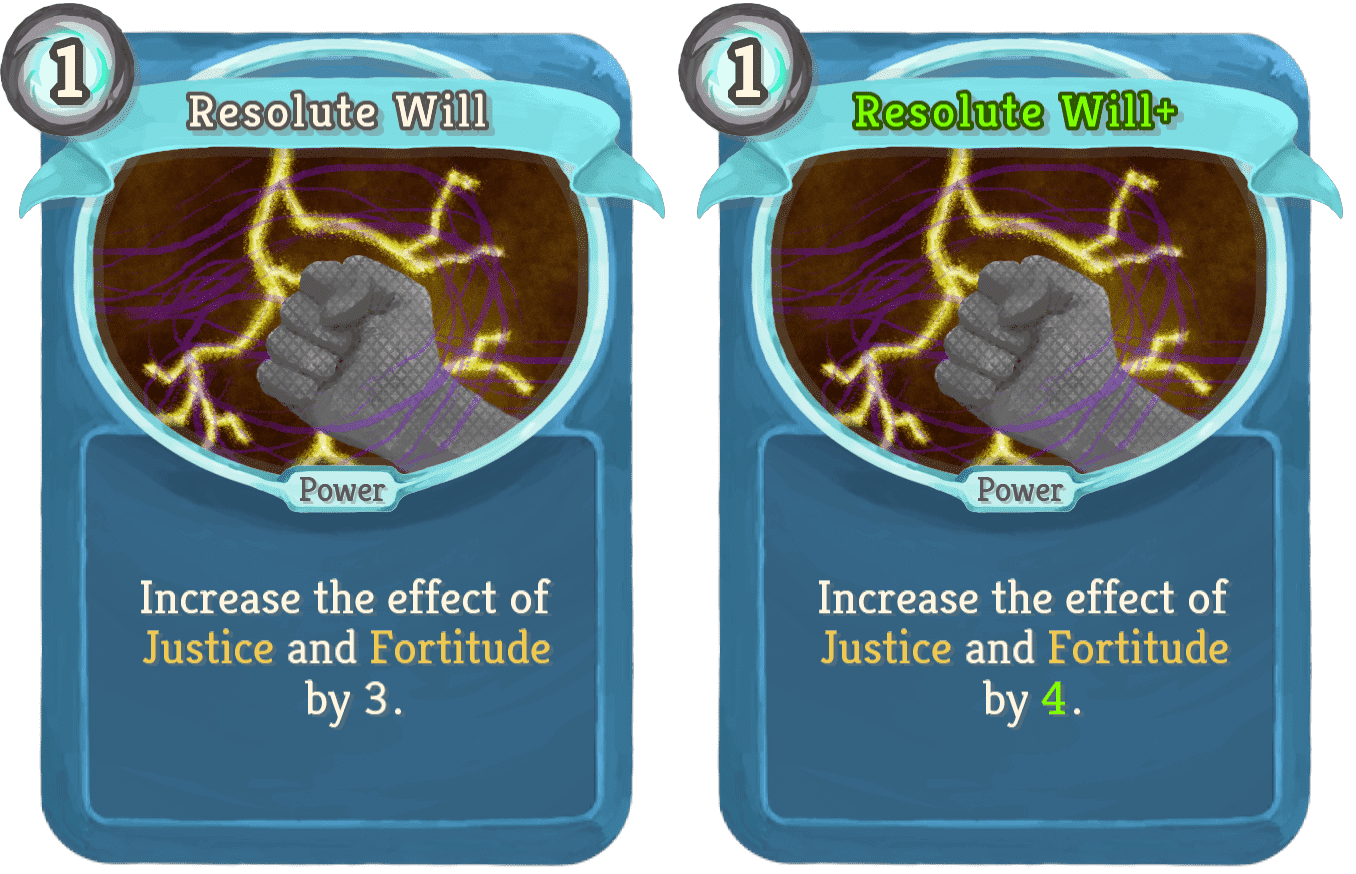 1
Resolute Will
Power
Increase the effect of
Justice and Fortitude
by 3.
1
Resolute Will+
Power
Increase the effect of
Justice and Fortitude
by 4.